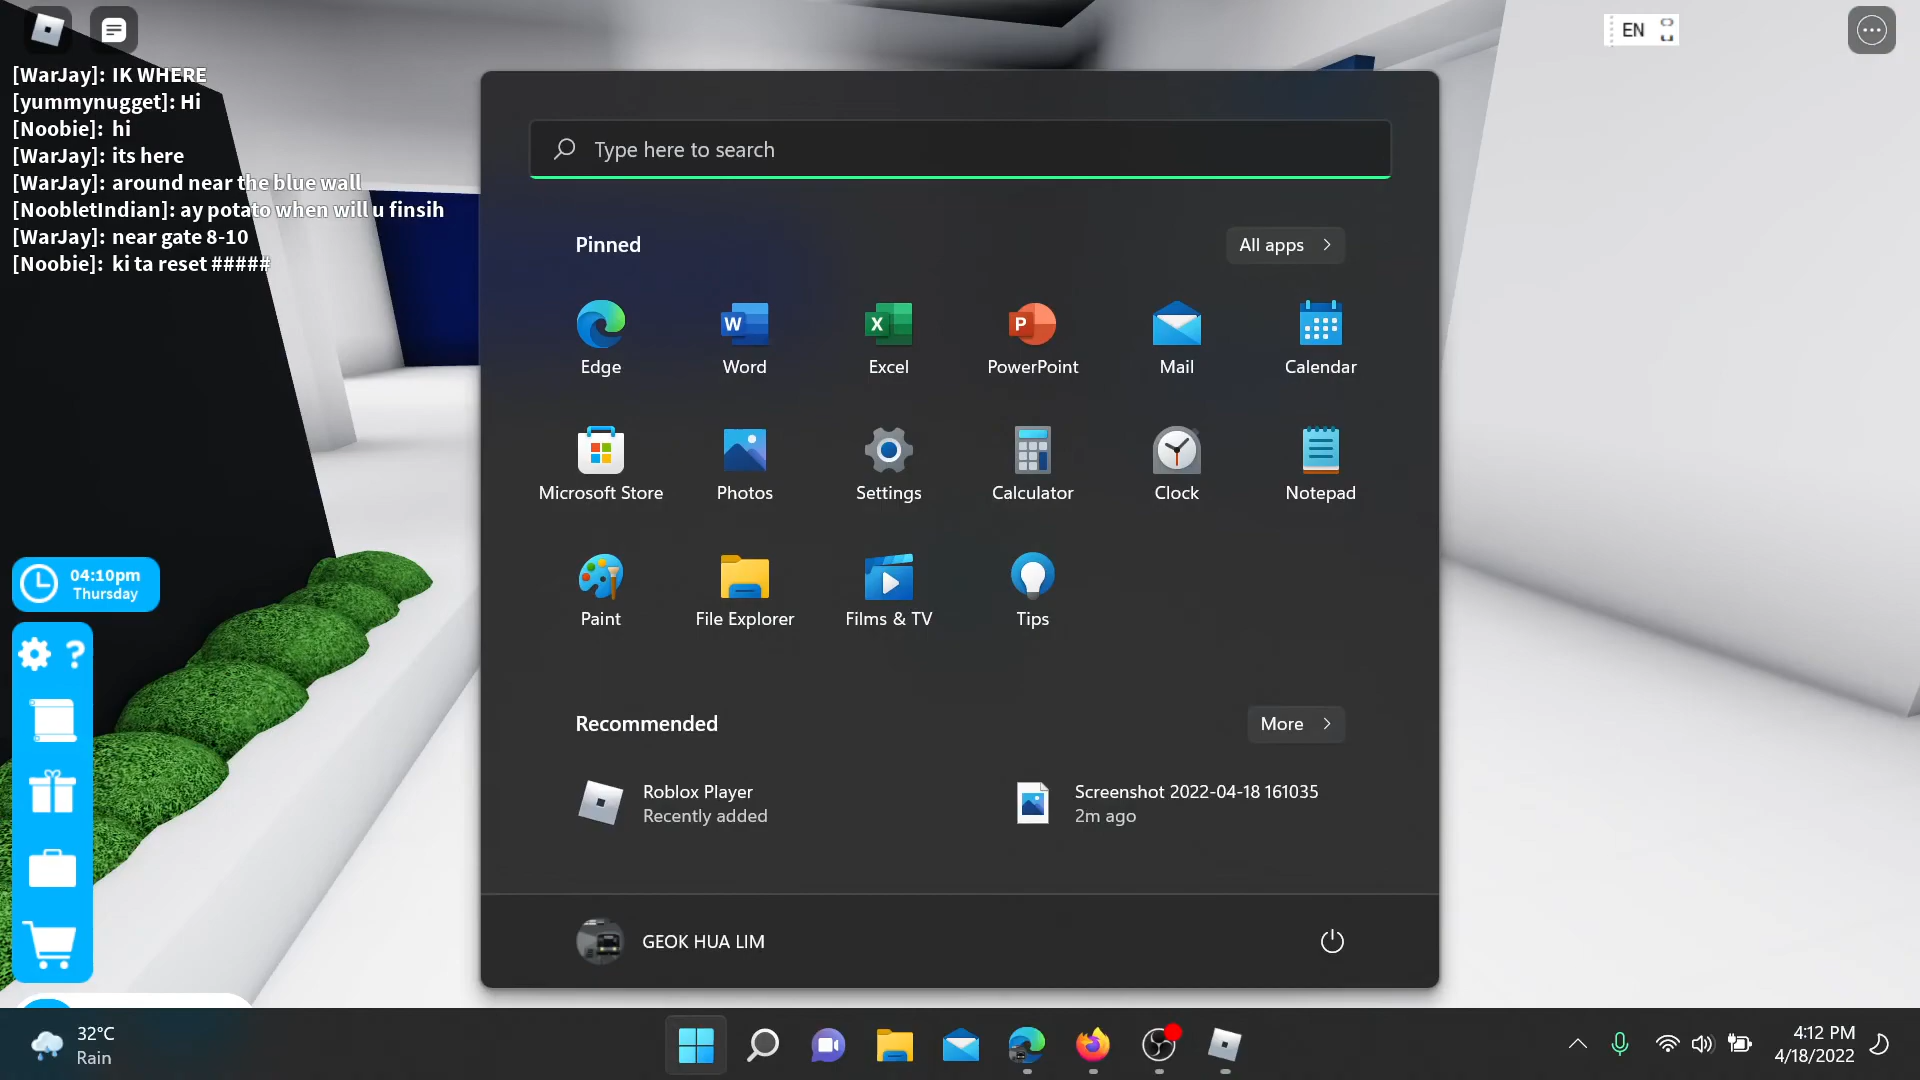 [WarJay]: IK WHERE
[yummynugget]: Hi
[Noobie]: hi
[WarJay]: its here
[WarJay]: around near the blue wall
[NoobletIndian]: ay potato when will u finsih
[WarJay]: near gate 8-10
[Noobie]: ki ta reset #####
EN
Type here to search
Pinned
All apps
Edge
Word
Excel
PowerPoint
Mail
Calendar
Microsoft Store
Photos
Settings
Calculator
Clock
Notepad
Paint
File Explorer
Films & TV
Tips
04:10pm
Thursday
?
Recommended
More
Roblox Player
Recently added
Screenshot 2022-04-18 161035
2m ago
GEOK HUA LIM
32°C
Rain
4:12 PM
4/18/2022